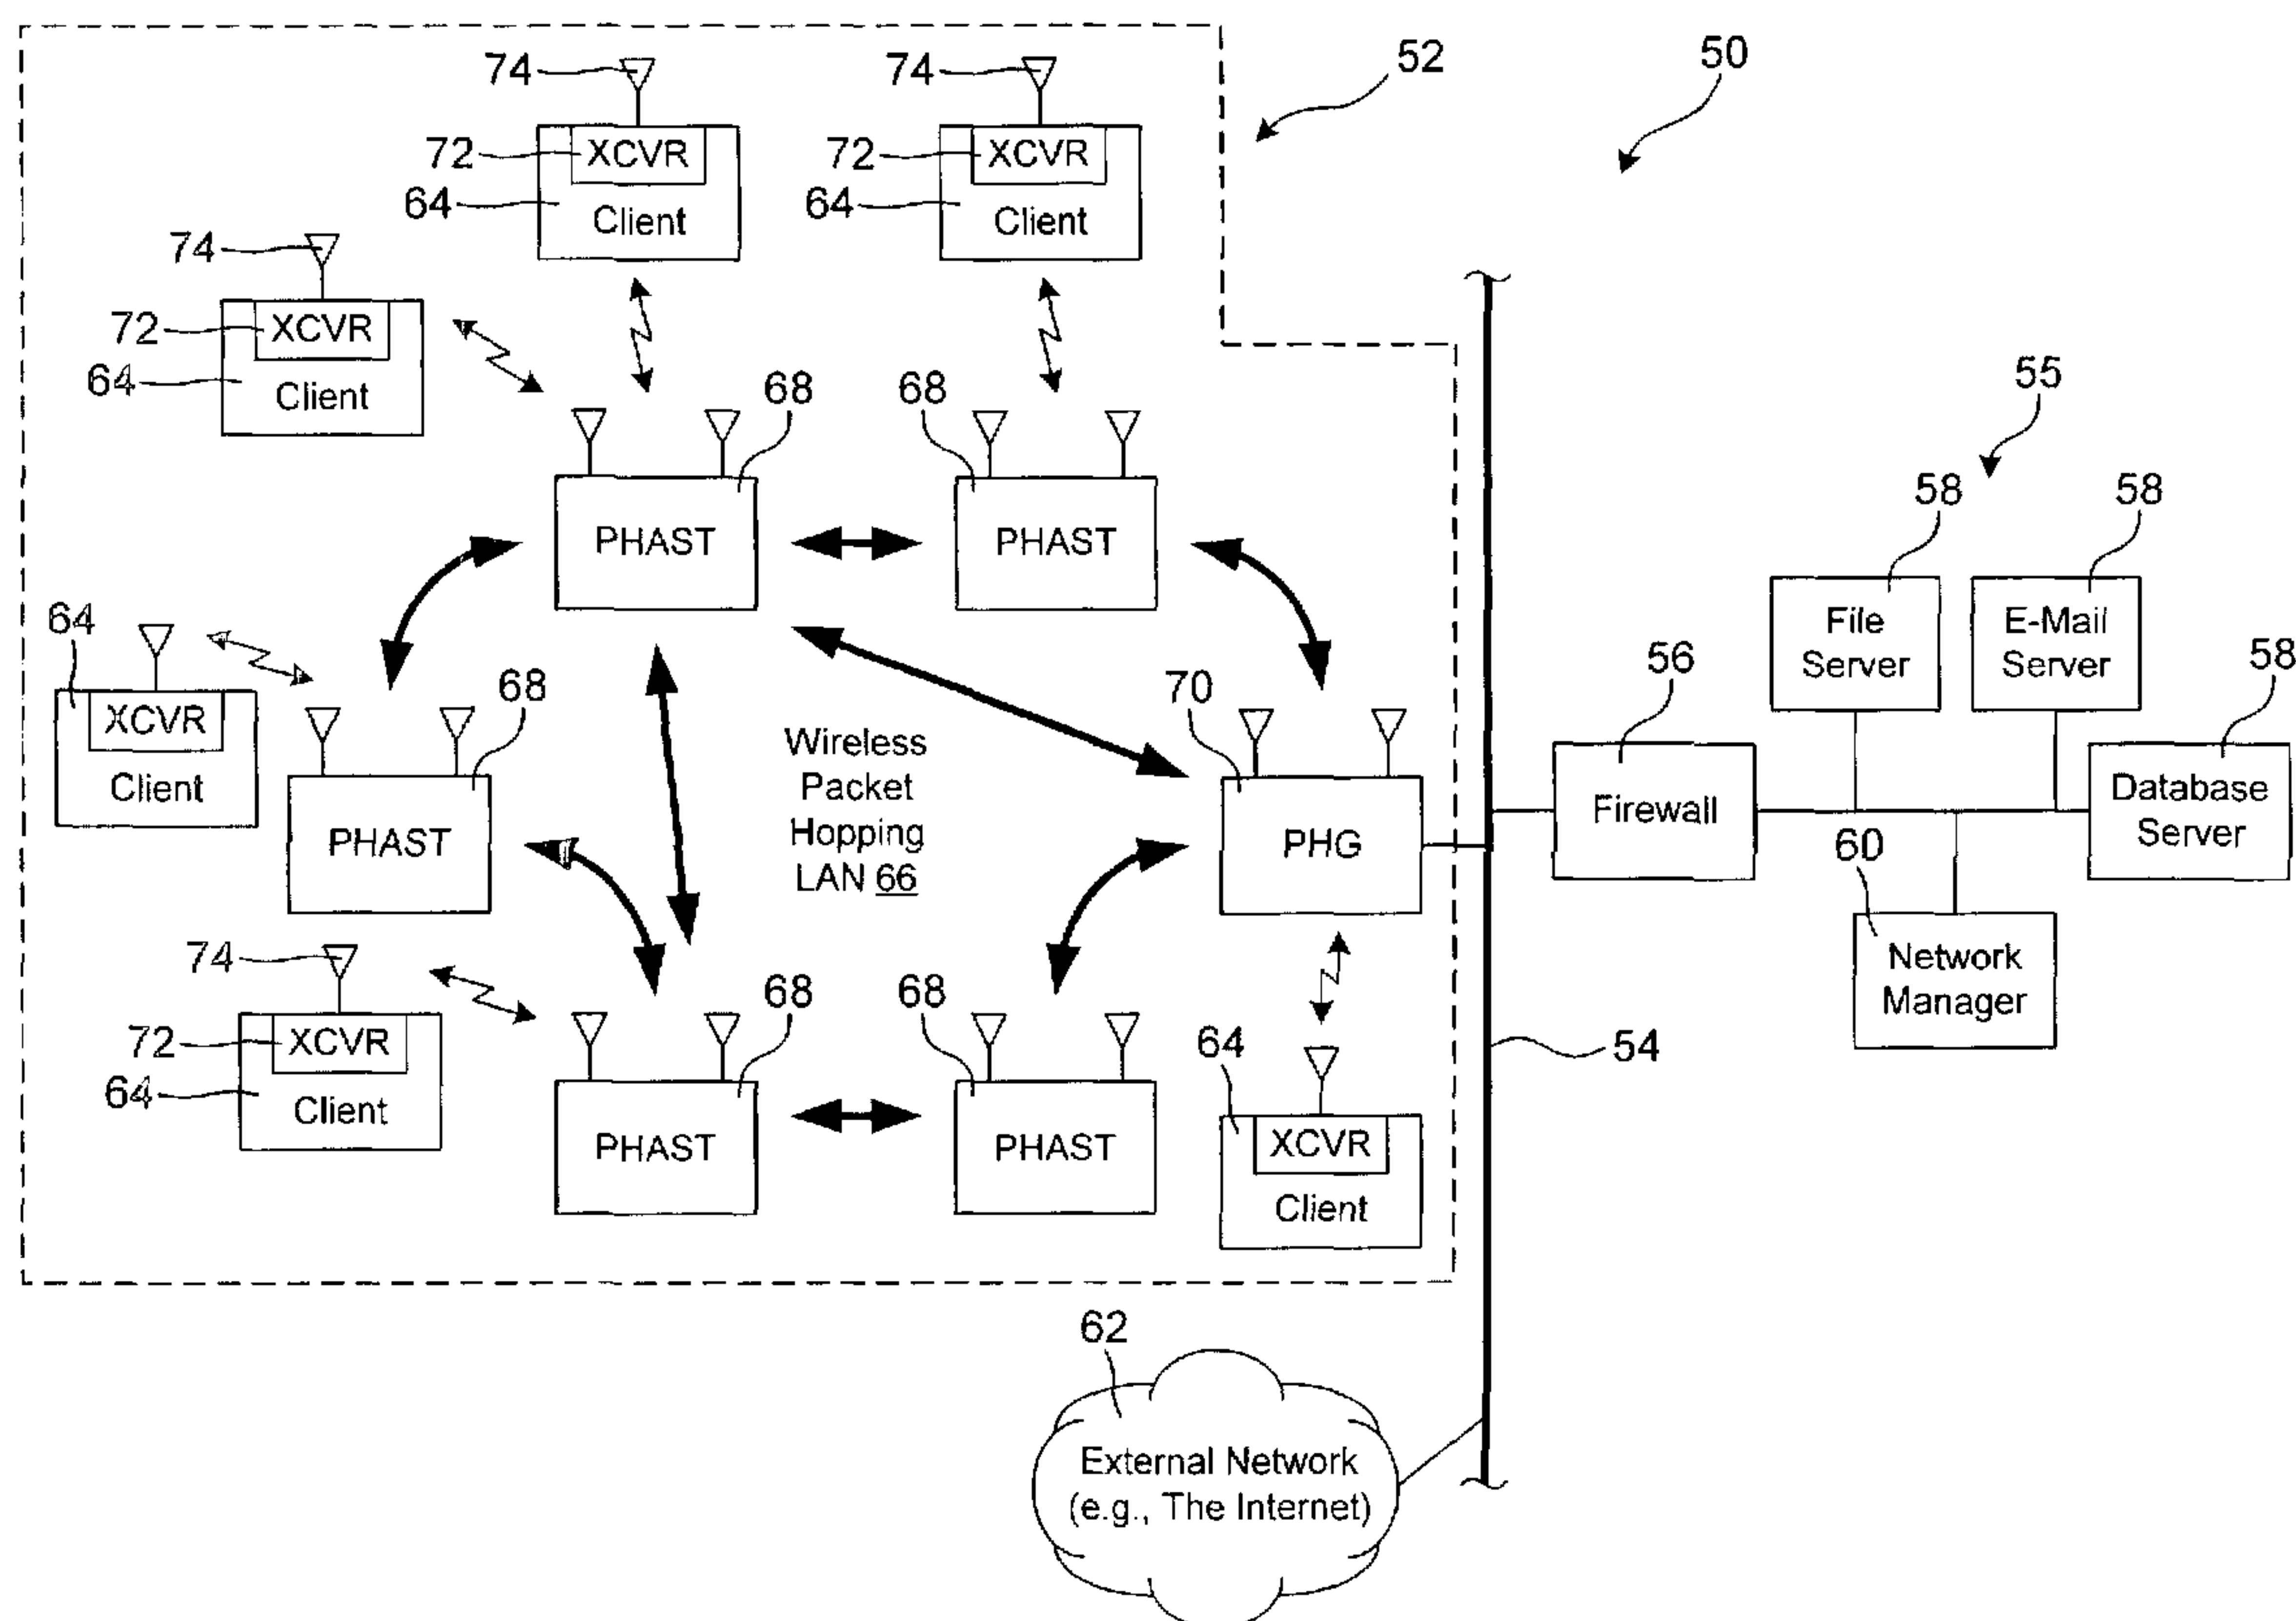 74
74
52
50
72
XCVR
72
XCVR
64
Client
64
Client
74
72
XCVR
64
Client
68
68
55
58
58
PHAST
PHAST
64
File
Server
E-Mail
Server
58
XCVR
Client
68
56
70
Wireless
Packet
Hopping
LAN 66
PHAST
PHG
Firewall
Database
Server
60
74
68
68
Network
Manager
72
XCVR
64
Client
64
54
PHAST
PHAST
XCVR
Client
62
External Network
(e.g., The Internet)